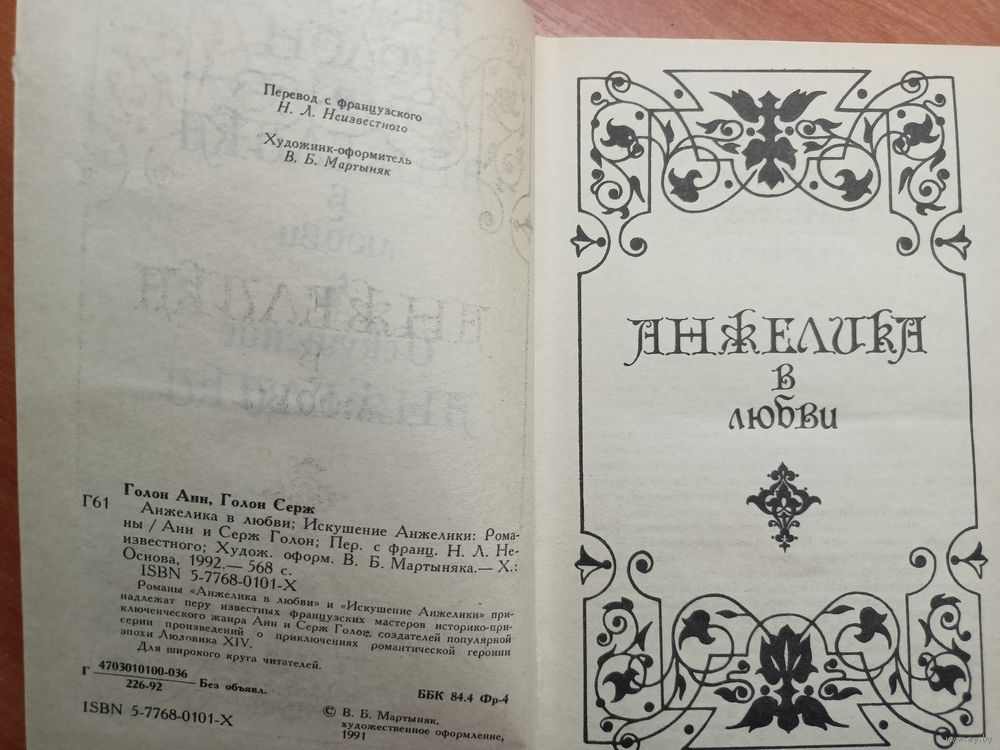 Перевод с французского
Н. Л. Неизвестного
Художник-оформитель
В. Б. Мартыняк
Голон Анн, Голон Серж
Г61
Анжелика в любви; Искушение Анжелики: Рома-
ны / Анн и Серж Голон; Пер. с франц. Н. Л. Не-
известного; Худож. оформ. В. Б. Мартыняка.— Х.:
Основа, 1992.— 568 с.
ISBN 5-7768-0101-X
Романы «Анжелика в любви» и «Искушение Анжелики» при-
надлежат перу известных французских мастеров историко-при-
ключенческого жанра Анн и Серж Голон, создателей популярной
серии произведений о приключениях романтической героини
эпохи Людовика XIV.
Для широкого круга читателей.
Г 4703010100-036
226-92
Без объявл.
ББК 84.4 Фр-4
ISBN 5-7768-0101-X
© В. Б. Мартыняк,
художественное оформление,
1991
АНЖЕЛИКА
в
любви